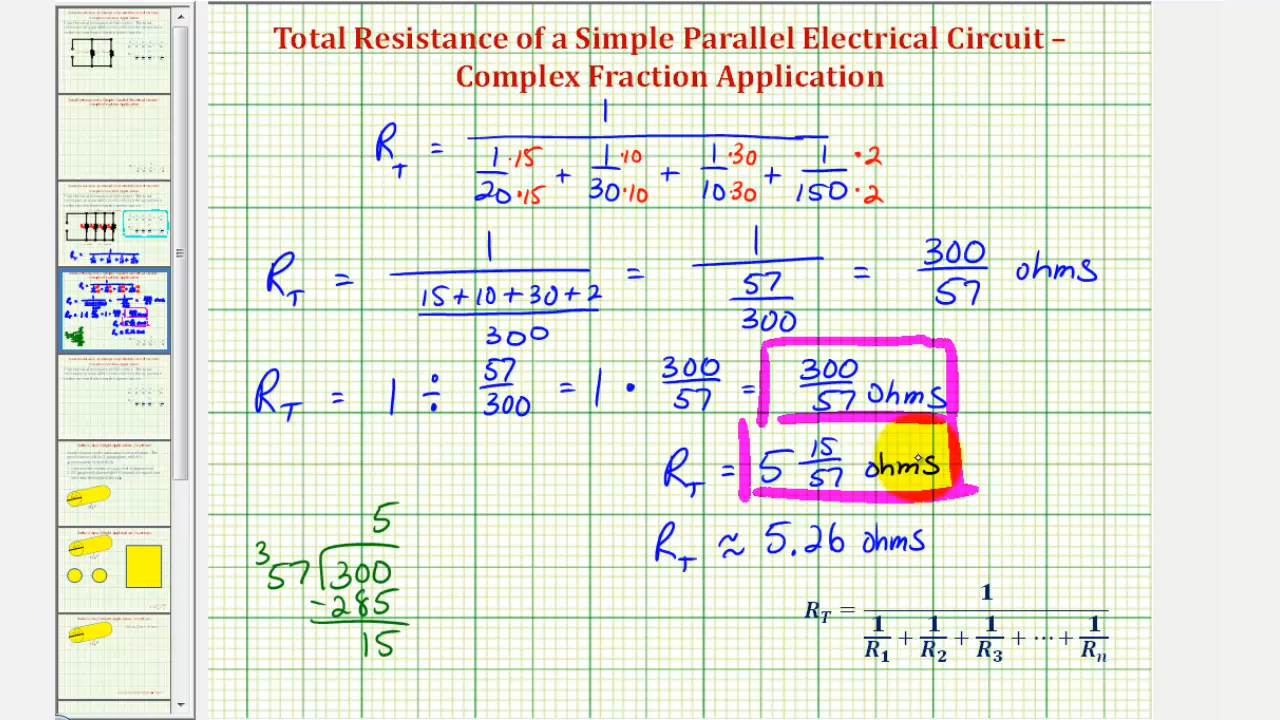 Total Resistance of a Simple Parallel Electrical Circuit –
Complex Fraction Application
R_T = 1 / (1·15/20·15 + 1·10/30·10 + 1·30/10·30 + 1·2/150·2)
R_T = 1 / ((15+10+30+2)/300) = 1 / (57/300) = 300/57 ohms
R_T = 1 ÷ 57/300 = 1 · 300/57 = 300/57 ohms
R_T = 5 15/57 ohms
R_T ≈ 5.26 ohms
5
3
57 300
-285
15
R_T = 1 / (1/R_1 + 1/R_2 + 1/R_3 + ⋯ + 1/R_n)